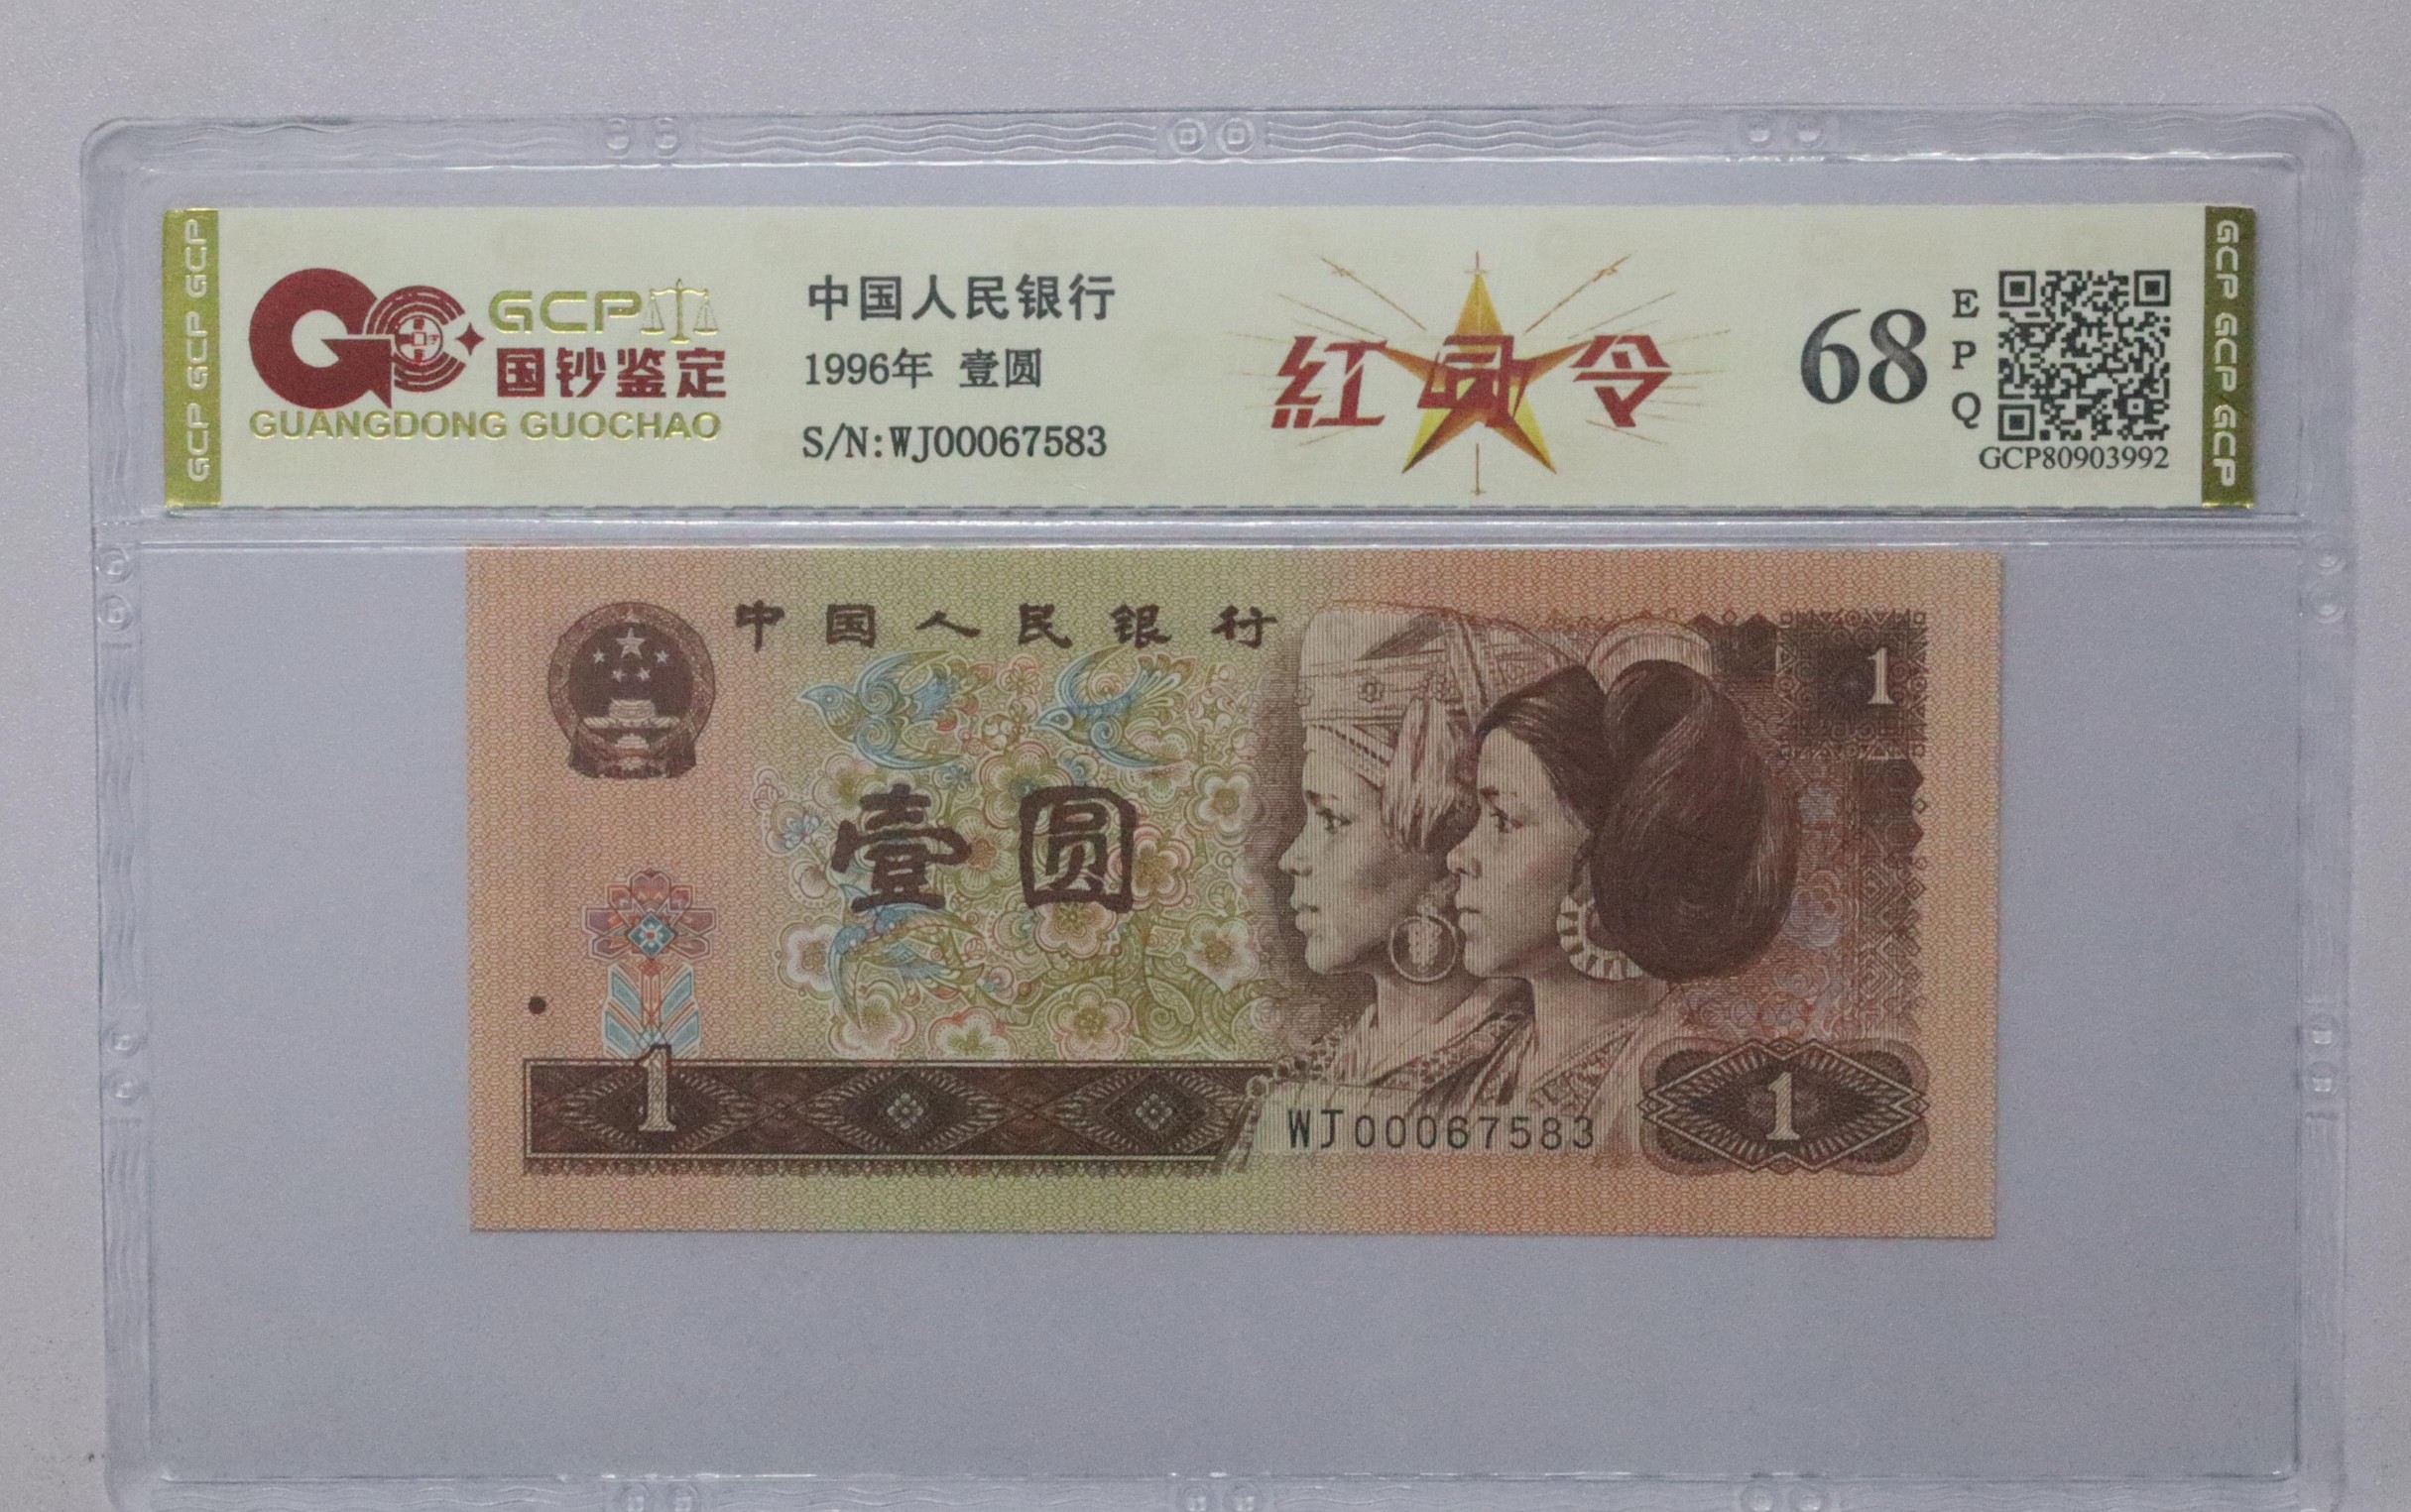 GCP GCP GCP
GCP
国钞鉴定
GUANGDONG GUOCHAO
中国人民银行
1996年 壹圆
S/N:WJ00067583
紅 令
68
E
P
Q
GCP80903992
GCP GCP GCP
中国人民银行
1
壹圆
1
WJ00067583
1